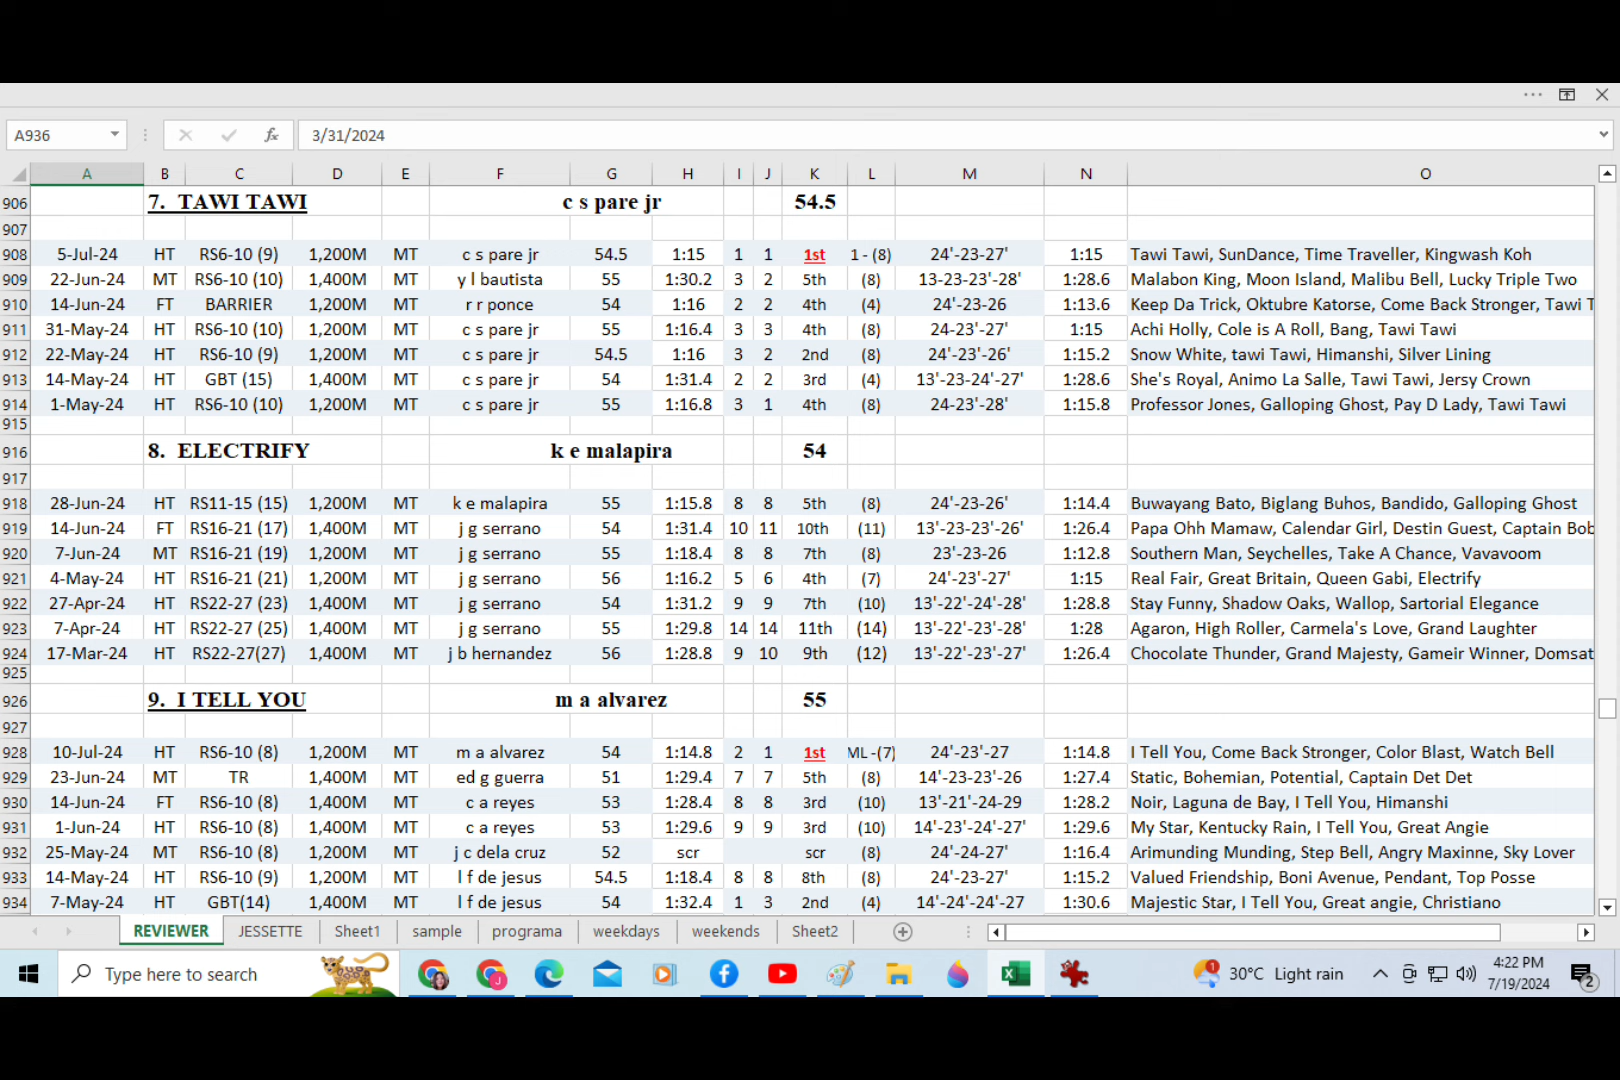 A936 fx 3/31/2024
A B C D E F G H I J K L M N O
906 7. TAWI TAWI c s pare jr 54.5
907
908 5-Jul-24 HT RS6-10 (9) 1,200M MT c s pare jr 54.5 1:15 1 1 1st 1 - (8) 24'-23-27' 1:15 Tawi Tawi, SunDance, Time Traveller, Kingwash Koh
909 22-Jun-24 MT RS6-10 (10) 1,400M MT y l bautista 55 1:30.2 3 2 5th (8) 13-23-23'-28' 1:28.6 Malabon King, Moon Island, Malibu Bell, Lucky Triple Two
910 14-Jun-24 FT BARRIER 1,200M MT r r ponce 54 1:16 2 2 4th (4) 24'-23-26 1:13.6 Keep Da Trick, Oktubre Katorse, Come Back Stronger, Tawi T
911 31-May-24 HT RS6-10 (10) 1,200M MT c s pare jr 55 1:16.4 3 3 4th (8) 24-23'-27' 1:15 Achi Holly, Cole is A Roll, Bang, Tawi Tawi
912 22-May-24 HT RS6-10 (9) 1,200M MT c s pare jr 54.5 1:16 3 2 2nd (8) 24'-23'-26' 1:15.2 Snow White, tawi Tawi, Himanshi, Silver Lining
913 14-May-24 HT GBT (15) 1,400M MT c s pare jr 54 1:31.4 2 2 3rd (4) 13'-23-24'-27' 1:28.6 She's Royal, Animo La Salle, Tawi Tawi, Jersy Crown
914 1-May-24 HT RS6-10 (10) 1,200M MT c s pare jr 55 1:16.8 3 1 4th (8) 24-23'-28' 1:15.8 Professor Jones, Galloping Ghost, Pay D Lady, Tawi Tawi
915
916 8. ELECTRIFY k e malapira 54
917
918 28-Jun-24 HT RS11-15 (15) 1,200M MT k e malapira 55 1:15.8 8 8 5th (8) 24'-23-26' 1:14.4 Buwayang Bato, Biglang Buhos, Bandido, Galloping Ghost
919 14-Jun-24 FT RS16-21 (17) 1,400M MT j g serrano 54 1:31.4 10 11 10th (11) 13'-23-23'-26' 1:26.4 Papa Ohh Mamaw, Calendar Girl, Destin Guest, Captain Bob
920 7-Jun-24 MT RS16-21 (19) 1,200M MT j g serrano 55 1:18.4 8 8 7th (8) 23'-23-26 1:12.8 Southern Man, Seychelles, Take A Chance, Vavavoom
921 4-May-24 HT RS16-21 (21) 1,200M MT j g serrano 56 1:16.2 5 6 4th (7) 24'-23-27' 1:15 Real Fair, Great Britain, Queen Gabi, Electrify
922 27-Apr-24 HT RS22-27 (23) 1,400M MT j g serrano 54 1:31.2 9 9 7th (10) 13'-22'-24'-28' 1:28.8 Stay Funny, Shadow Oaks, Wallop, Sartorial Elegance
923 7-Apr-24 HT RS22-27 (25) 1,400M MT j g serrano 55 1:29.8 14 14 11th (14) 13'-22'-23'-28' 1:28 Agaron, High Roller, Carmela's Love, Grand Laughter
924 17-Mar-24 HT RS22-27(27) 1,400M MT j b hernandez 56 1:28.8 9 10 9th (12) 13'-22'-23'-27' 1:26.4 Chocolate Thunder, Grand Majesty, Gameir Winner, Domsat
925
926 9. I TELL YOU m a alvarez 55
927
928 10-Jul-24 HT RS6-10 (8) 1,200M MT m a alvarez 54 1:14.8 2 1 1st ML -(7) 24'-23'-27 1:14.8 I Tell You, Come Back Stronger, Color Blast, Watch Bell
929 23-Jun-24 MT TR 1,400M MT ed g guerra 51 1:29.4 7 7 5th (8) 14'-23-23'-26 1:27.4 Static, Bohemian, Potential, Captain Det Det
930 14-Jun-24 FT RS6-10 (8) 1,400M MT c a reyes 53 1:28.4 8 8 3rd (10) 13'-21'-24-29 1:28.2 Noir, Laguna de Bay, I Tell You, Himanshi
931 1-Jun-24 HT RS6-10 (8) 1,400M MT c a reyes 53 1:29.6 9 9 3rd (10) 14'-23'-24-27' 1:29.6 My Star, Kentucky Rain, I Tell You, Great Angie
932 25-May-24 MT RS6-10 (8) 1,200M MT j c dela cruz 52 scr scr (8) 24'-24-27' 1:16.4 Arimunding Munding, Step Bell, Angry Maxinne, Sky Lover
933 14-May-24 HT RS6-10 (9) 1,200M MT l f de jesus 54.5 1:18.4 8 8 8th (8) 24-23-27' 1:15.2 Valued Friendship, Boni Avenue, Pendant, Top Posse
934 7-May-24 HT GBT(14) 1,400M MT l f de jesus 54 1:32.4 1 3 2nd (4) 14'-24'-24'-27 1:30.6 Majestic Star, I Tell You, Great angie, Christiano
REVIEWER JESSETTE Sheet1 sample programa weekdays weekends Sheet2
Type here to search 1 30°C Light rain 4:22 PM
7/19/2024 2